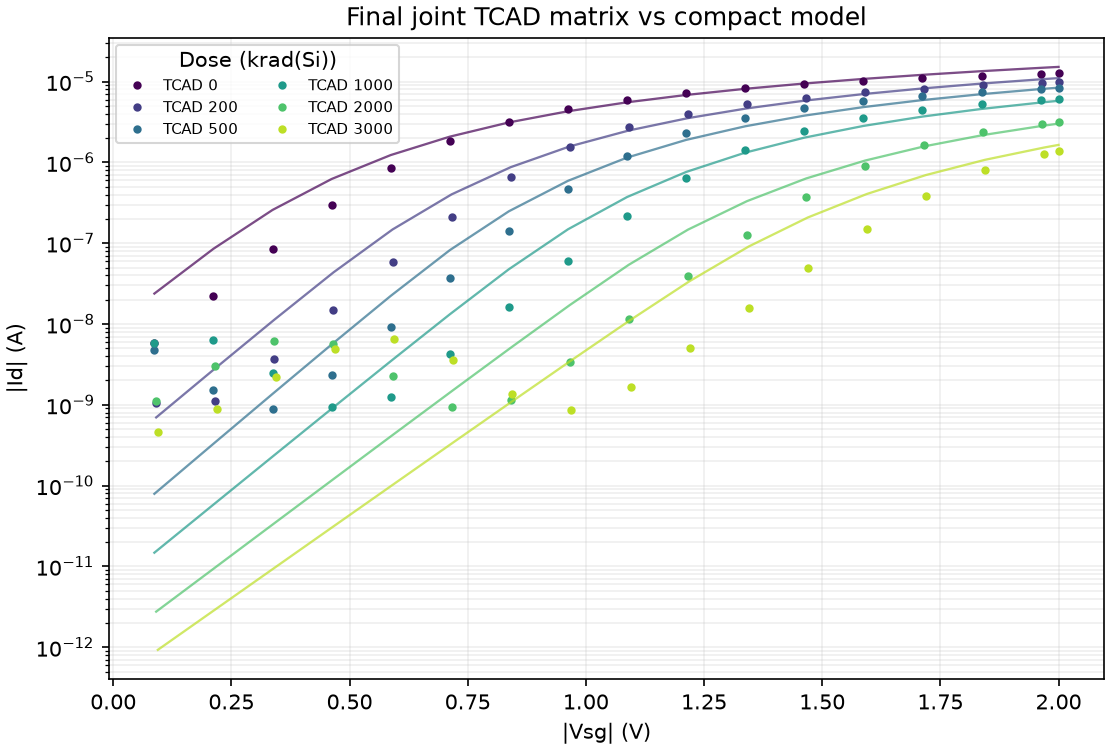 Final joint TCAD matrix vs compact model
Dose (krad(Si))
TCAD 0
TCAD 200
TCAD 500
TCAD 1000
TCAD 2000
TCAD 3000
|Id| (A)
10⁻⁵
10⁻⁶
10⁻⁷
10⁻⁸
10⁻⁹
10⁻¹⁰
10⁻¹¹
10⁻¹²
0.00 0.25 0.50 0.75 1.00 1.25 1.50 1.75 2.00
|Vsg| (V)